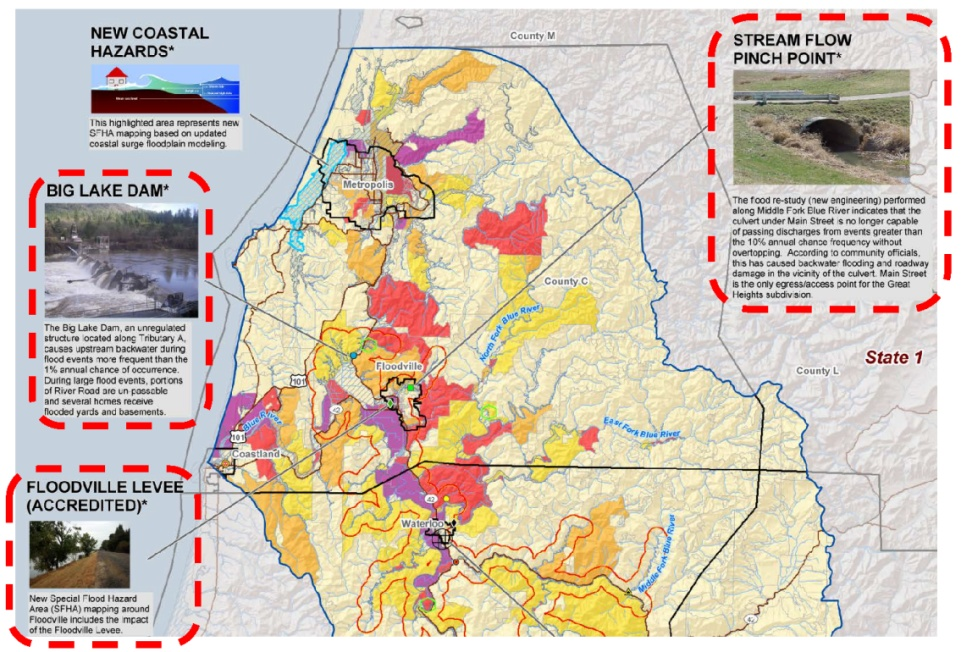 NEW COASTAL
HAZARDS*
This highlighted area represents new
SFHA mapping based on updated
coastal surge floodplain modeling.
BIG LAKE DAM*
The Big Lake Dam, an unregulated
structure located along Tributary A,
causes upstream backwater during
flood events more frequent than the
1% annual chance of occurrence.
During large flood events, portions
of River Road are un-passable
and several homes receive
flooded yards and basements.
FLOODVILLE LEVEE
(ACCREDITED)*
New Special Flood Hazard
Area (SFHA) mapping around
Floodville includes the impact
of the Floodville Levee.
STREAM FLOW
PINCH POINT*
The flood re-study (new engineering) performed
along Middle Fork Blue River indicates that the
culvert under Main Street is no longer capable
of passing discharges from events greater than
the 10% annual chance frequency without
overtopping. According to community officials,
this has caused backwater flooding and roadway
damage in the vicinity of the culvert. Main Street
is the only egress/access point for the Great
Heights subdivision.
County M
Metropolis
County C
North Fork Blue River
State 1
County L
Floodville
101
42
Blue River
101
Coastland
East Fork Blue River
42
Waterloo
Middle Fork Blue River
42